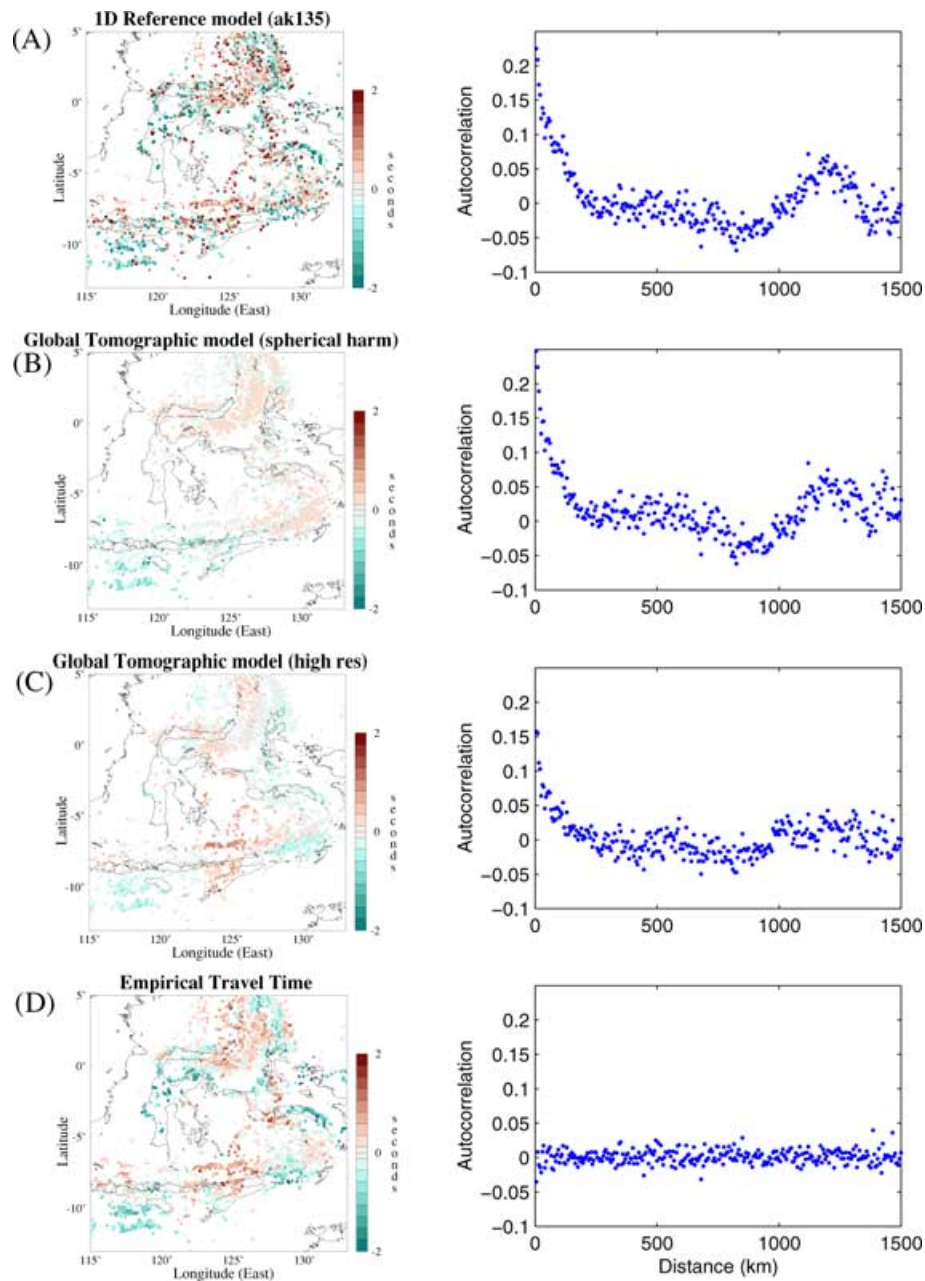 (A)
1D Reference model (ak135)
5˚
0˚
-5˚
-10˚
Latitude
115˚ 120˚ 125˚ 130˚
Longitude (East)
2
0
-2
seconds
Autocorrelation
0.2
0.15
0.1
0.05
0
−0.05
−0.1
0 500 1000 1500
(B)
Global Tomographic model (spherical harm)
5˚
0˚
-5˚
-10˚
Latitude
115˚ 120˚ 125˚ 130˚
Longitude (East)
2
0
-2
seconds
Autocorrelation
0.2
0.15
0.1
0.05
0
−0.05
−0.1
0 500 1000 1500
(C)
Global Tomographic model (high res)
5˚
0˚
-5˚
-10˚
Latitude
115˚ 120˚ 125˚ 130˚
Longitude (East)
2
0
-2
seconds
Autocorrelation
0.2
0.15
0.1
0.05
0
−0.05
−0.1
0 500 1000 1500
(D)
Empirical Travel Time
5˚
0˚
-5˚
-10˚
Latitude
115˚ 120˚ 125˚ 130˚
Longitude (East)
2
0
-2
seconds
Autocorrelation
0.2
0.15
0.1
0.05
0
−0.05
−0.1
0 500 1000 1500
Distance (km)